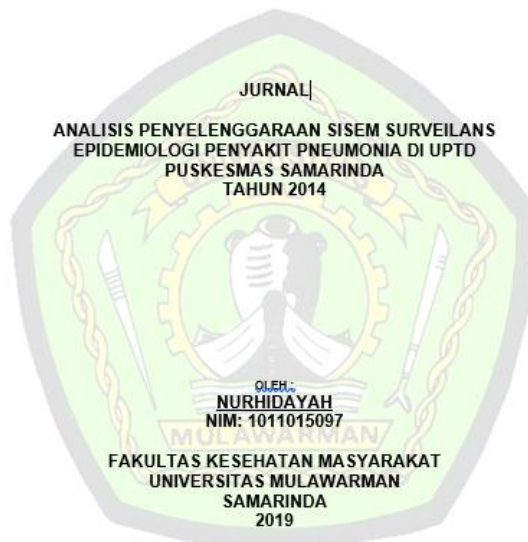 JURNAL
ANALISIS PENYELENGGARAAN SISEM SURVEILANS
EPIDEMIOLOGI PENYAKIT PNEUMONIA DI UPTD
PUSKESMAS SAMARINDA
TAHUN 2014
OLEH :
NURHIDAYAH
NIM: 1011015097
MULAWARMAN
FAKULTAS KESEHATAN MASYARAKAT
UNIVERSITAS MULAWARMAN
SAMARINDA
2019